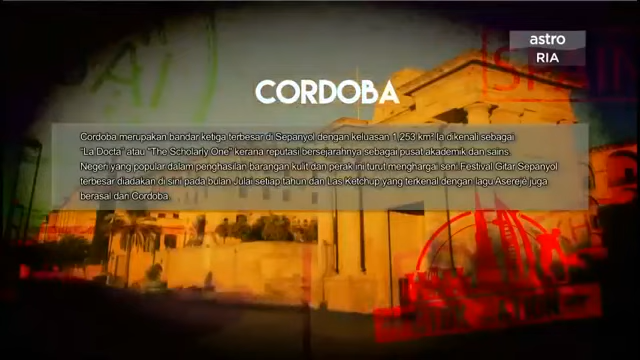 astro
RIA
SPAIN
CORDOBA
Cordoba merupakan bandar ketiga terbesar di Sepanyol dengan keluasan 1,253 km² Ia dikenali sebagai
"La Docta" atau "The Scholarly One" kerana reputasi bersejarahnya sebagai pusat akademik dan sains.
Negeri yang popular dalam penghasilan barangan kulit dan perak ini turut menghargai seni Festival Gitar Sepanyol
terbesar diadakan di sini pada bulan Julai setiap tahun dan Las Ketchup yang terkenal dengan lagu Asereje juga
berasal dari Cordoba.